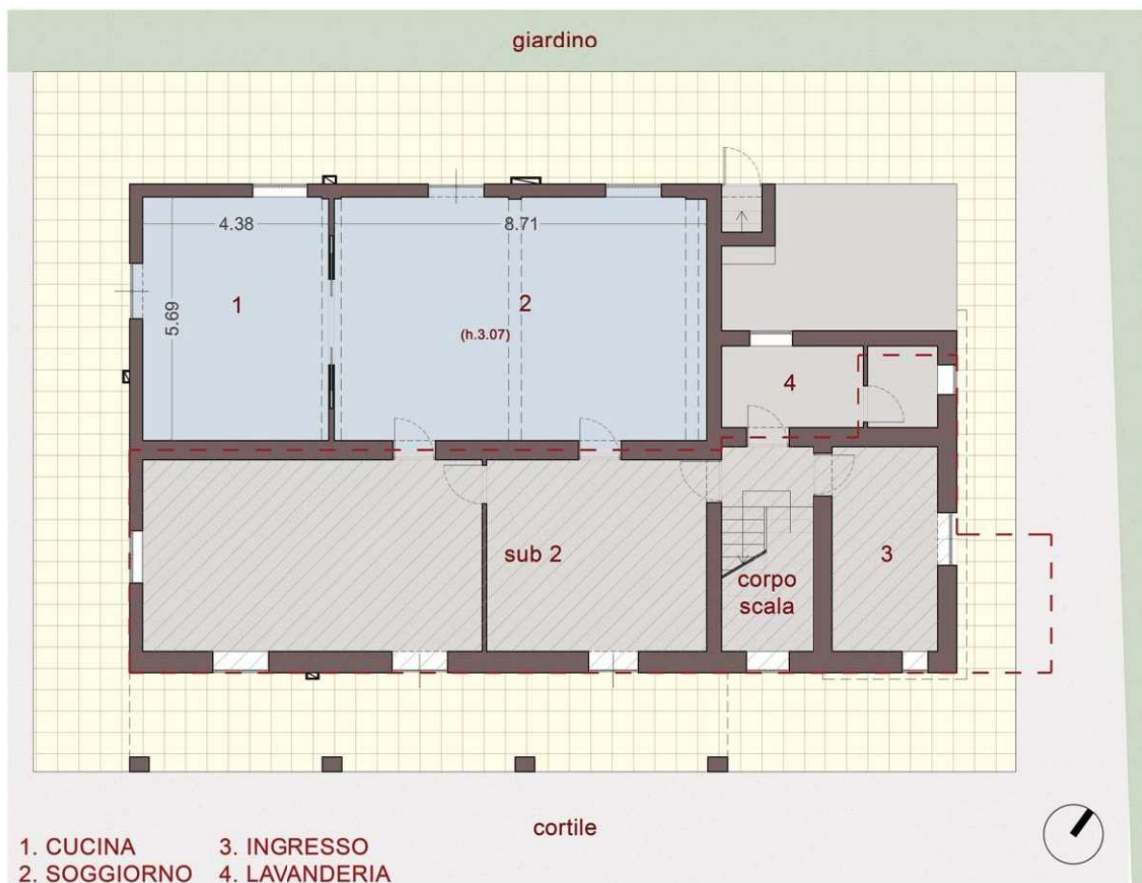 giardino
4.38
8.71
5.69
1
2
(h.3.07)
4
sub 2
3
corpo
scala
cortile
1. CUCINA 3. INGRESSO
2. SOGGIORNO 4. LAVANDERIA